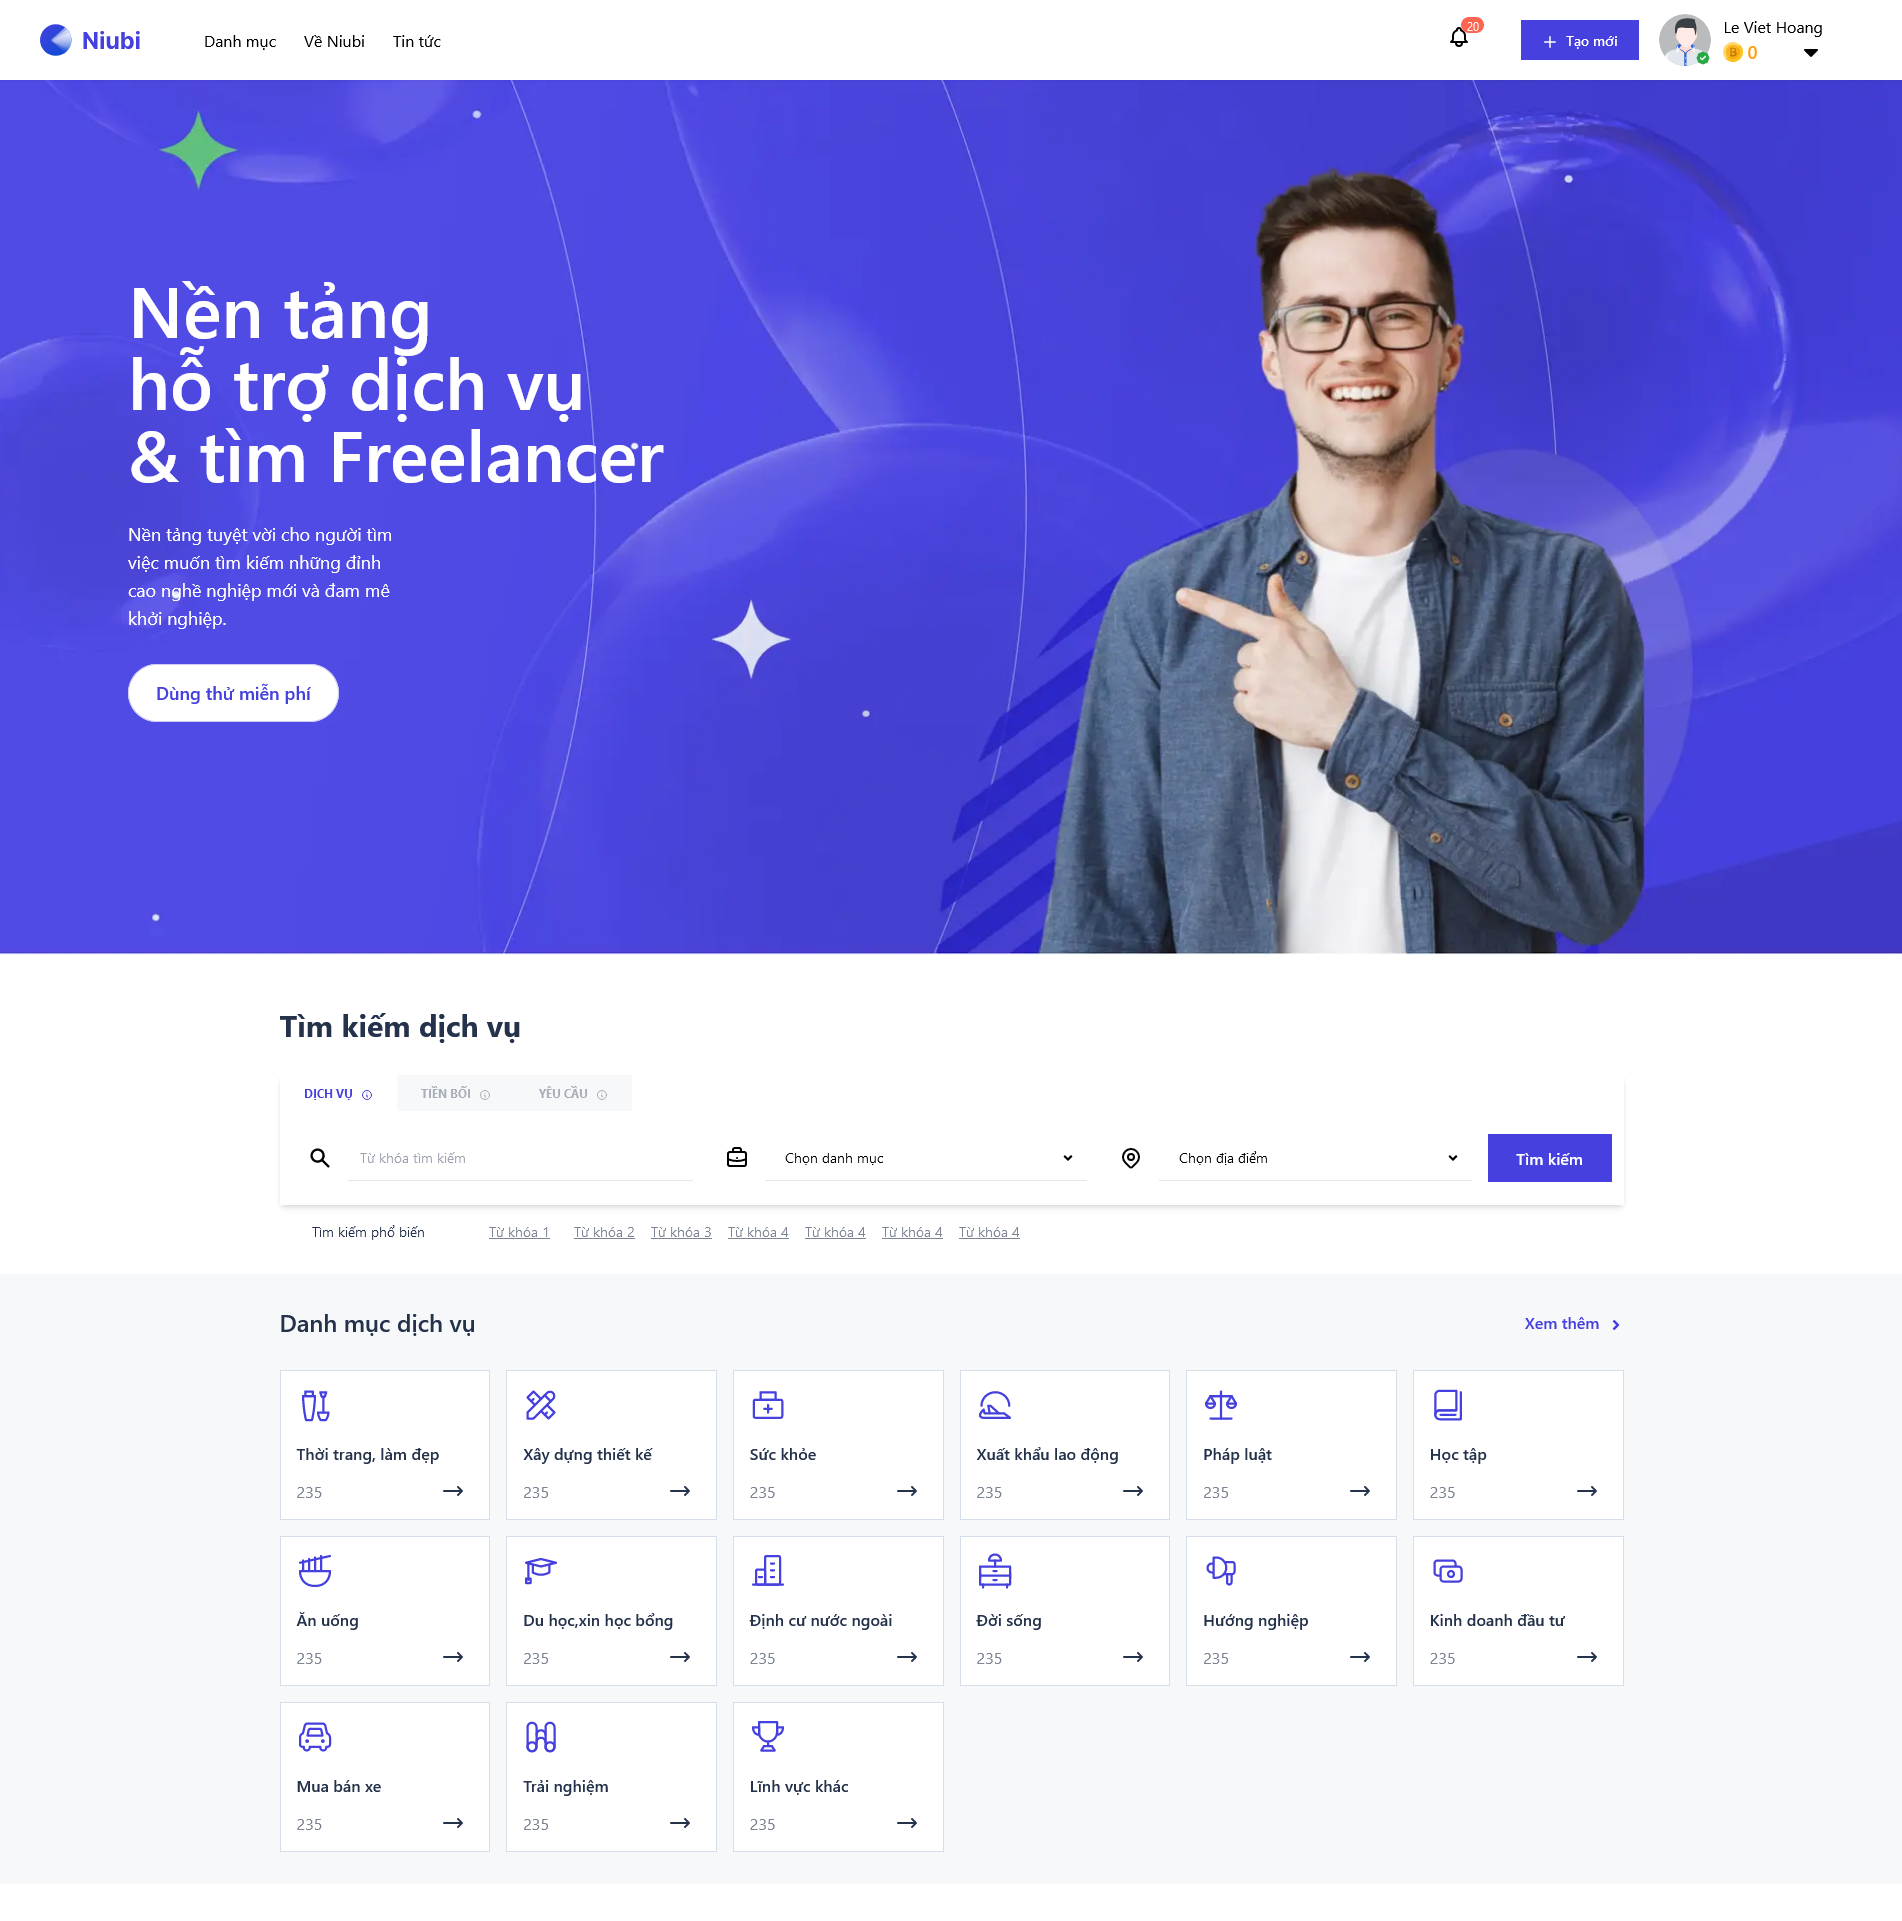 Niubi
Danh mục
Về Niubi
Tin tức
20
Tạo mới
Le Viet Hoang
0
Nền tảng
hỗ trợ dịch vụ
& tìm Freelancer
Nền tảng tuyệt vời cho người tìm
việc muốn tìm kiếm những đỉnh
cao nghề nghiệp mới và đam mê
khởi nghiệp.
Dùng thử miễn phí
Tìm kiếm dịch vụ
DỊCH VỤ
TIỀN BỐI
YÊU CẦU
Từ khóa tìm kiếm
Chọn danh mục
Chọn địa điểm
Tìm kiếm
Tìm kiếm phổ biến
Từ khóa 1
Từ khóa 2
Từ khóa 3
Từ khóa 4
Từ khóa 4
Từ khóa 4
Từ khóa 4
Danh mục dịch vụ
Xem thêm
Thời trang, làm đẹp
235
Xây dựng thiết kế
235
Sức khỏe
235
Xuất khẩu lao động
235
Pháp luật
235
Học tập
235
Ăn uống
235
Du học,xin học bổng
235
Định cư nước ngoài
235
Đời sống
235
Hướng nghiệp
235
Kinh doanh đầu tư
235
Mua bán xe
235
Trải nghiệm
235
Lĩnh vực khác
235